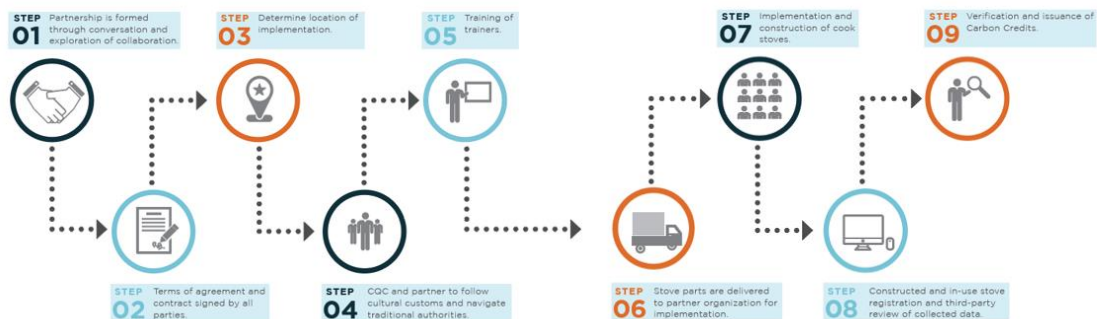 STEP 01
Partnership is formed
through conversation and
exploration of collaboration.
STEP 02
Terms of agreement and
contract signed by all
parties.
STEP 03
Determine location of
implementation.
STEP 04
CQC and partner to follow
cultural customs and navigate
traditional authorities.
STEP 05
Training of
trainers.
STEP 06
Stove parts are delivered
to partner organization for
implementation.
STEP 07
Implementation and
construction of cook
stoves.
STEP 08
Constructed and in-use stove
registration and third-party
review of collected data.
STEP 09
Verification and issuance of
Carbon Credits.